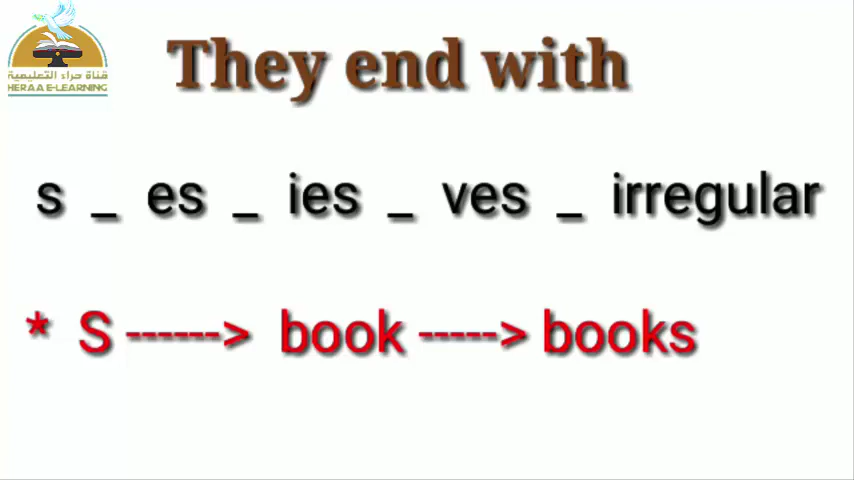 They end with
قناة حراء التعليمية
HERAA E-LEARNING
s _ es _ ies _ ves _ irregular
* S ------> book -----> books